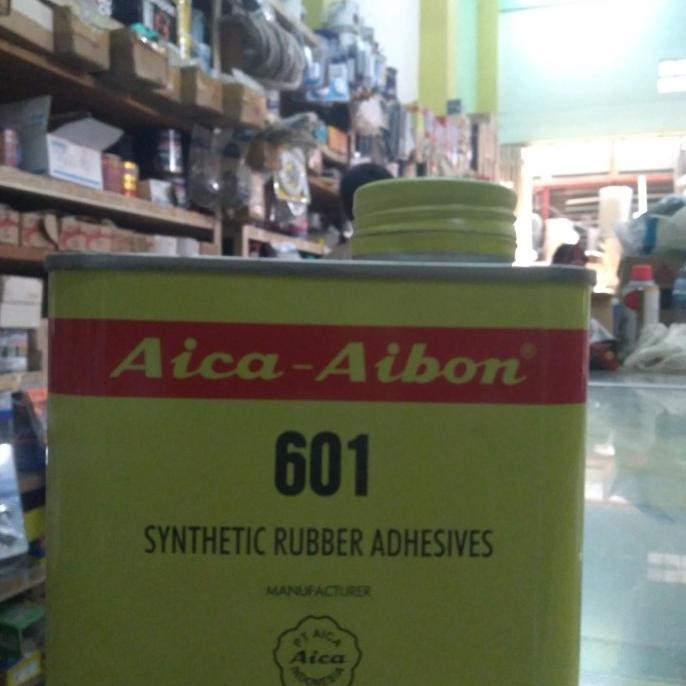 Aica-Aibon®
601
SYNTHETIC RUBBER ADHESIVES
MANUFACTURER
PT AICA
Aica
INDONESIA